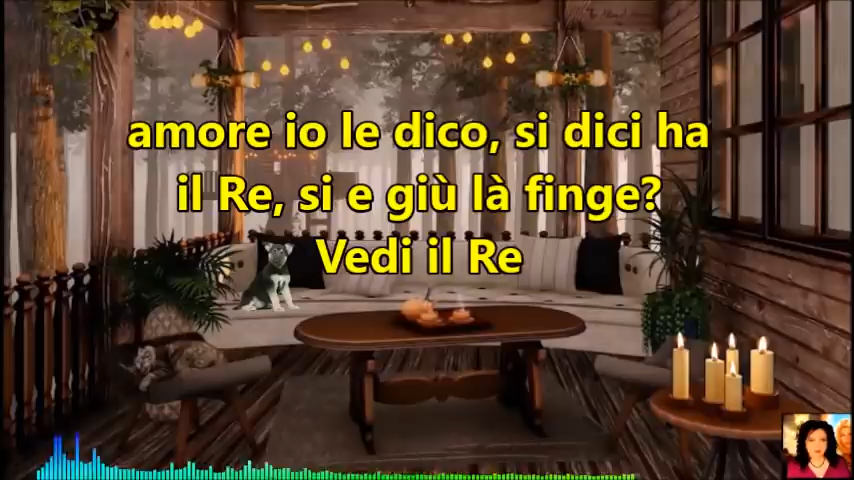 amore io le dico, si dici ha
il Re, si e giù là finge?
Vedi il Re